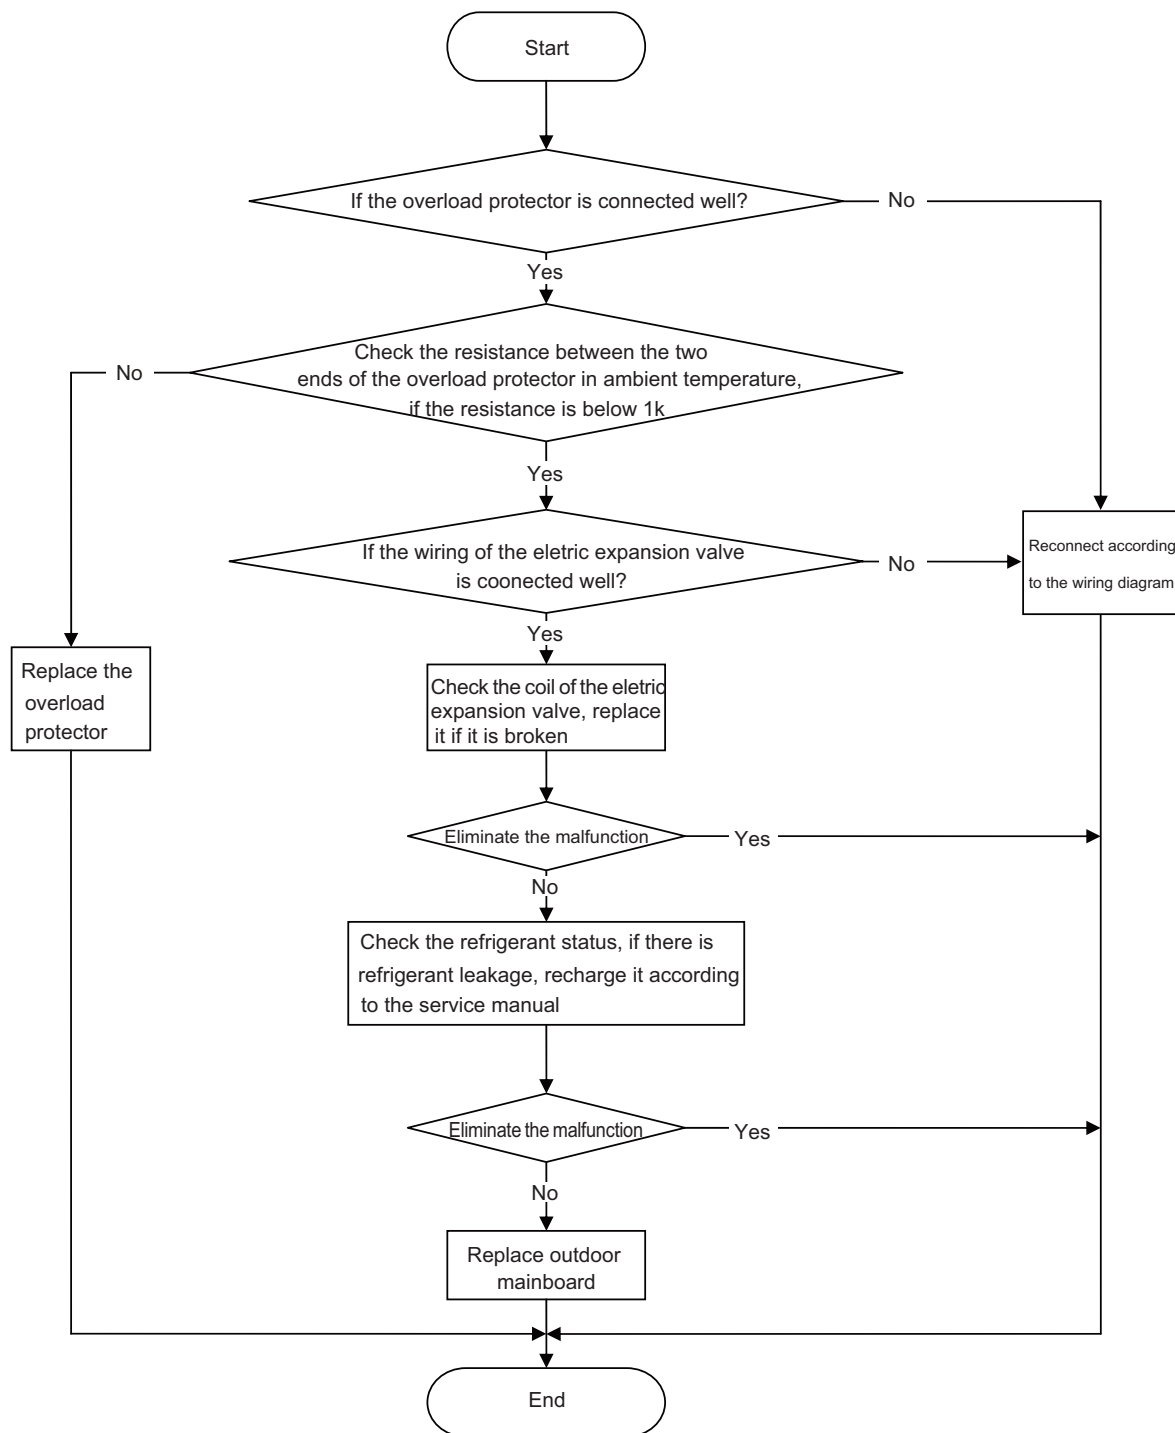 Start
If the overload protector is connected well?
No
Yes
Check the resistance between the two
ends of the overload protector in ambient temperature,
if the resistance is below 1k
No
Yes
If the wiring of the eletric expansion valve
is coonected well?
No
Reconnect according
to the wiring diagram
Yes
Replace the
overload
protector
Check the coil of the eletric
expansion valve, replace
it if it is broken
Eliminate the malfunction
Yes
No
Check the refrigerant status, if there is
refrigerant leakage, recharge it according
to the service manual
Eliminate the malfunction
Yes
No
Replace outdoor
mainboard
End